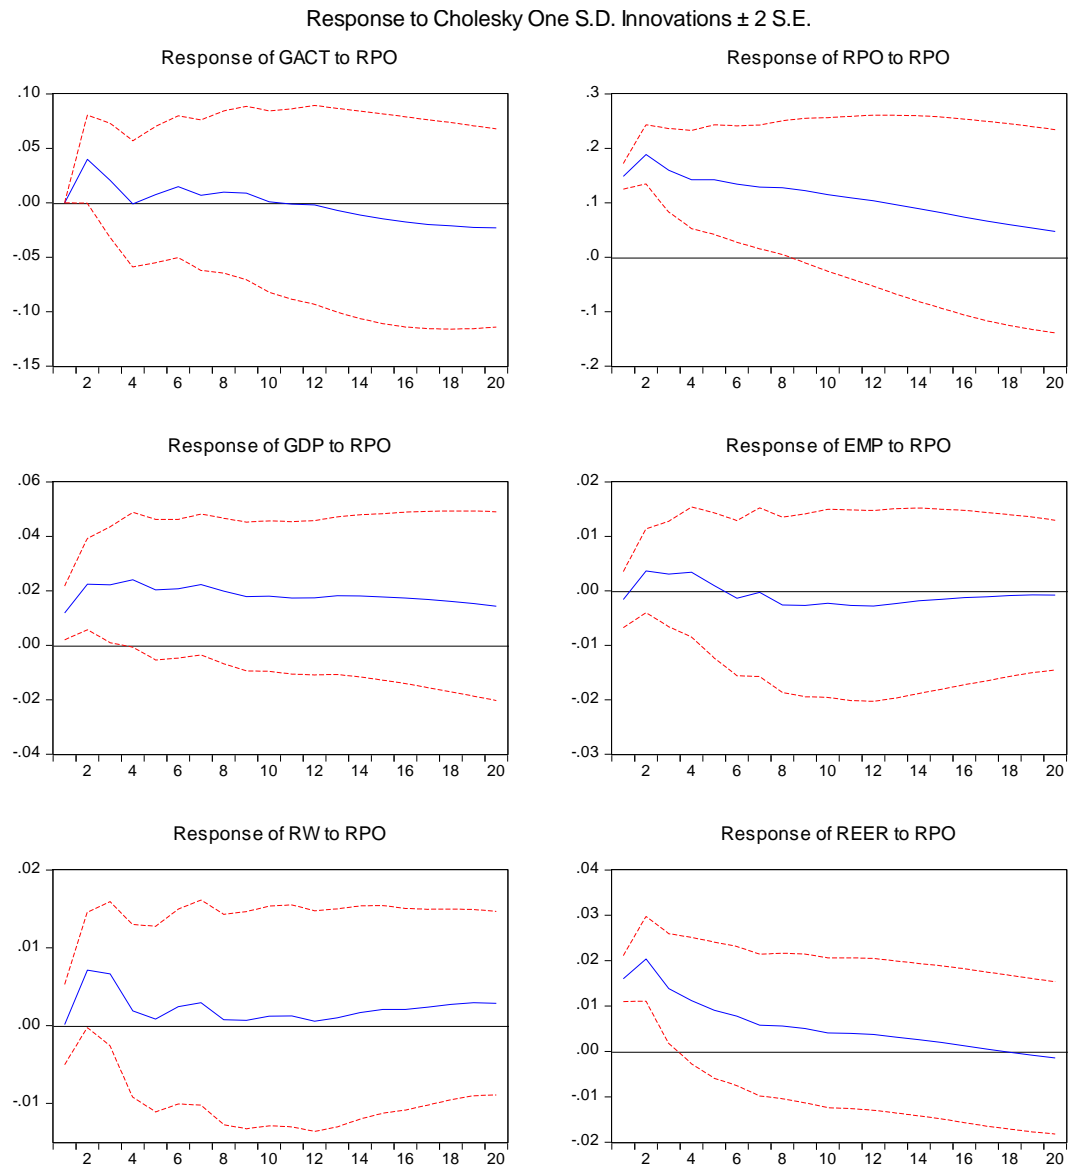 Response to Cholesky One S.D. Innovations ± 2 S.E.
Response of GACT to RPO
.10
.05
.00
-.05
-.10
-.15
2 4 6 8 10 12 14 16 18 20
Response of RPO to RPO
.3
.2
.1
.0
-.1
-.2
2 4 6 8 10 12 14 16 18 20
Response of GDP to RPO
.06
.04
.02
.00
-.02
-.04
2 4 6 8 10 12 14 16 18 20
Response of EMP to RPO
.02
.01
.00
-.01
-.02
-.03
2 4 6 8 10 12 14 16 18 20
Response of RW to RPO
.02
.01
.00
-.01
2 4 6 8 10 12 14 16 18 20
Response of REER to RPO
.04
.03
.02
.01
.00
-.01
-.02
2 4 6 8 10 12 14 16 18 20